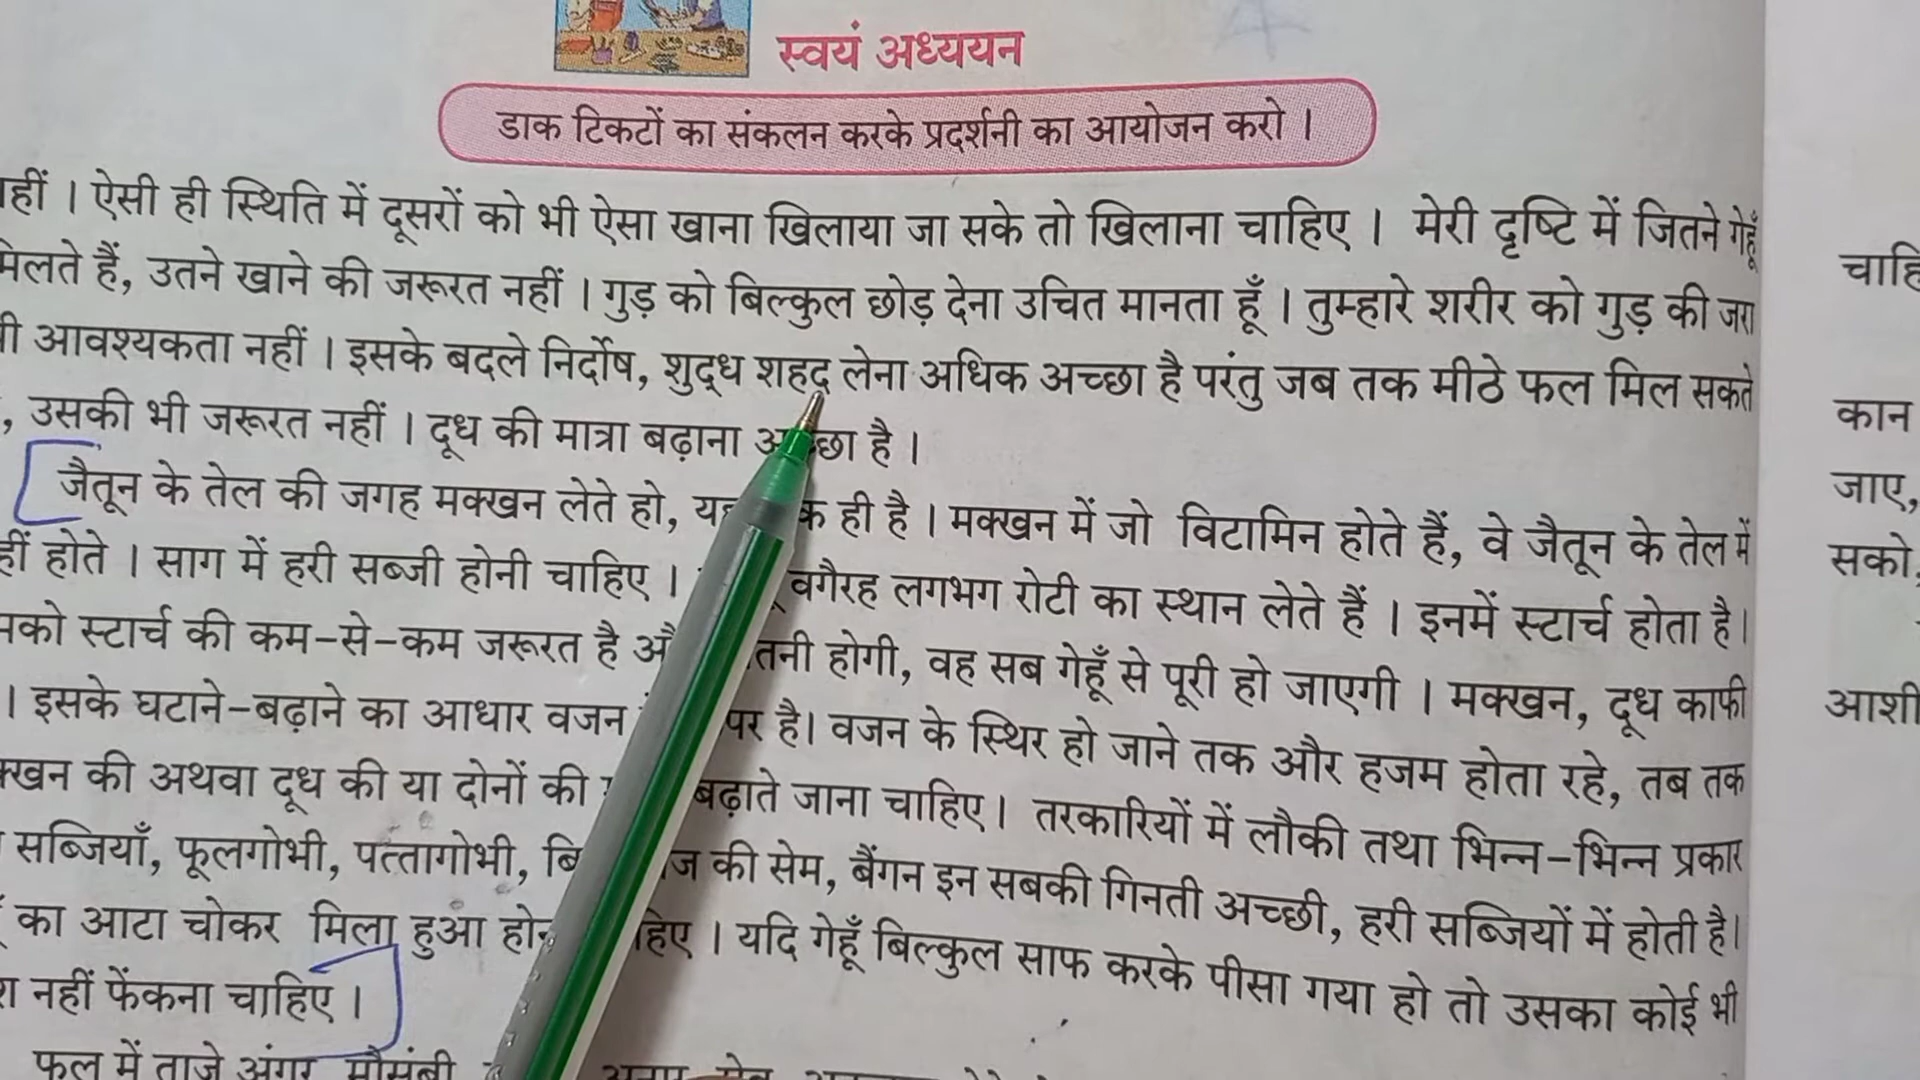 स्वयं अध्ययन
डाक टिकटों का संकलन करके प्रदर्शनी का आयोजन करो ।
ऐसी ही स्थिति में दूसरों को भी ऐसा खाना खिलाया जा सके तो खिलाना चाहिए । मेरी दृष्टि में जितने गेहूँ
उतने खाने की जरूरत नहीं । गुड़ को बिल्कुल छोड़ देना उचित मानता हूँ । तुम्हारे शरीर को गुड़ की जरा
आवश्यकता नहीं । इसके बदले निर्दोष, शुद्ध शहद लेना अधिक अच्छा है परंतु जब तक मीठे फल मिल सकते
, उसकी भी जरूरत नहीं । दूध की मात्रा बढ़ाना है ।
जैतून के तेल की जगह मक्खन लेते हो, ही है । मक्खन में जो विटामिन होते हैं, वे जैतून के तेल में
होते । साग में हरी सब्जी होनी चाहिए । वगैरह लगभग रोटी का स्थान लेते हैं । इनमें स्टार्च होता है।
स्टार्च की कम-से-कम जरूरत है होगी, वह सब गेहूँ से पूरी हो जाएगी । मक्खन, दूध काफी
। इसके घटाने-बढ़ाने का आधार वजन पर है। वजन के स्थिर हो जाने तक और हजम होता रहे, तब तक
की अथवा दूध की या दोनों की बढ़ाते जाना चाहिए। तरकारियों में लौकी तथा भिन्न-भिन्न प्रकार
सब्जियाँ, फूलगोभी, पत्तागोभी, की सेम, बैंगन इन सबकी गिनती अच्छी, हरी सब्जियों में होती है।
का आटा चोकर मिला हुआ । यदि गेहूँ बिल्कुल साफ करके पीसा गया हो तो उसका कोई भी
नहीं फेंकना चाहिए ।
फल में ताजे अंगूर मौसंबी
चाहि
कान
जाए,
सको,
आशी